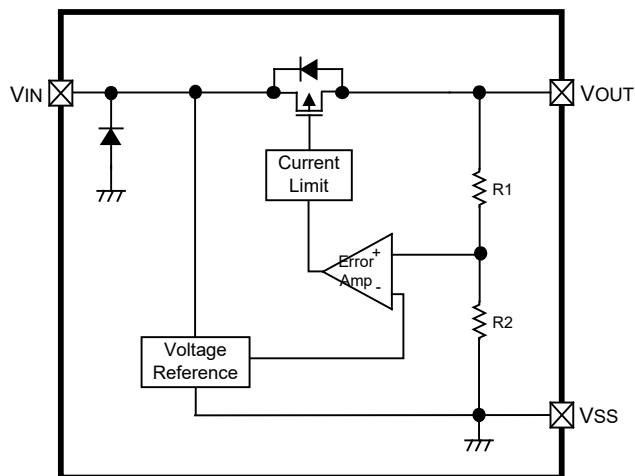 VIN
VOUT
Current
Limit
R1
Error
Amp
+
-
R2
Voltage
Reference
VSS